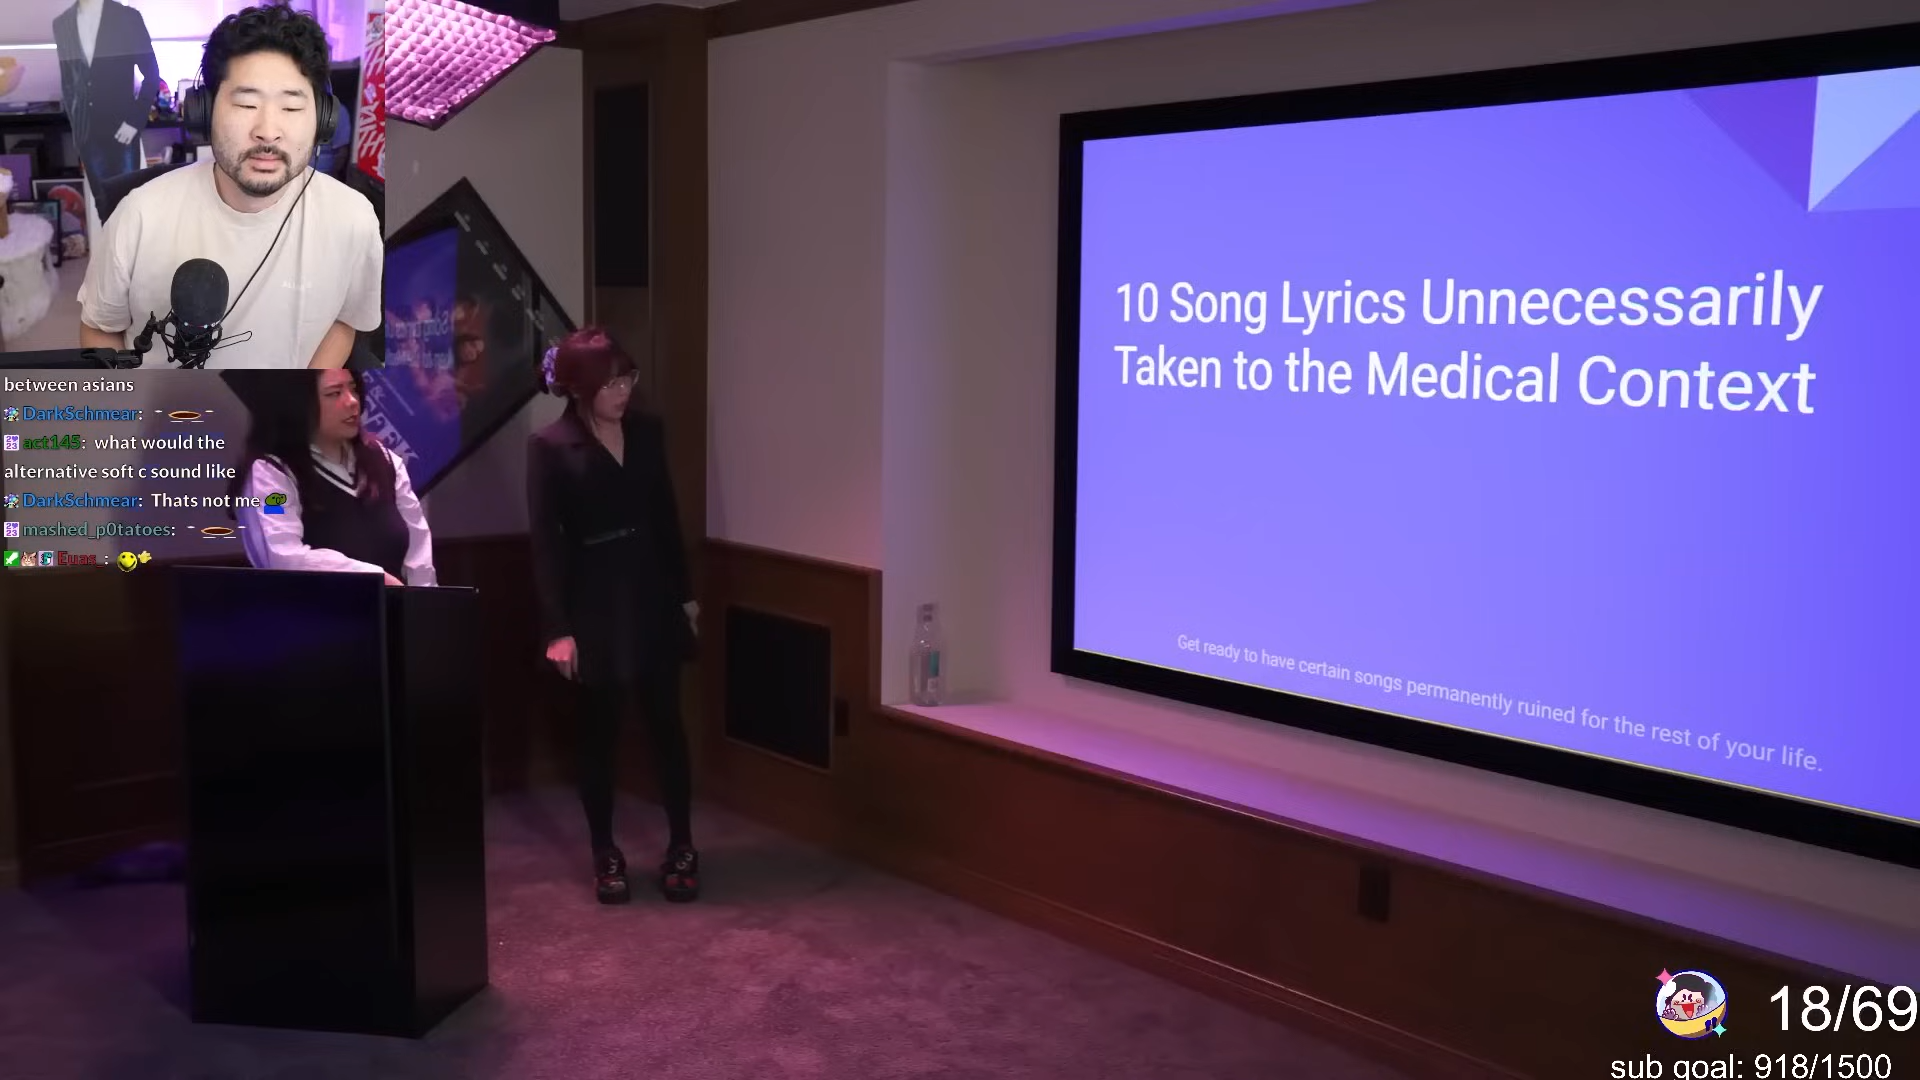 between asians
DarkSchmear:
act145: what would the
alternative soft c sound like
DarkSchmear: Thats not me
mashed_p0tatoes:
Euas_:
10 Song Lyrics Unnecessarily
Taken to the Medical Context
Get ready to have certain songs permanently ruined for the rest of your life.
18/69
sub goal: 918/1500